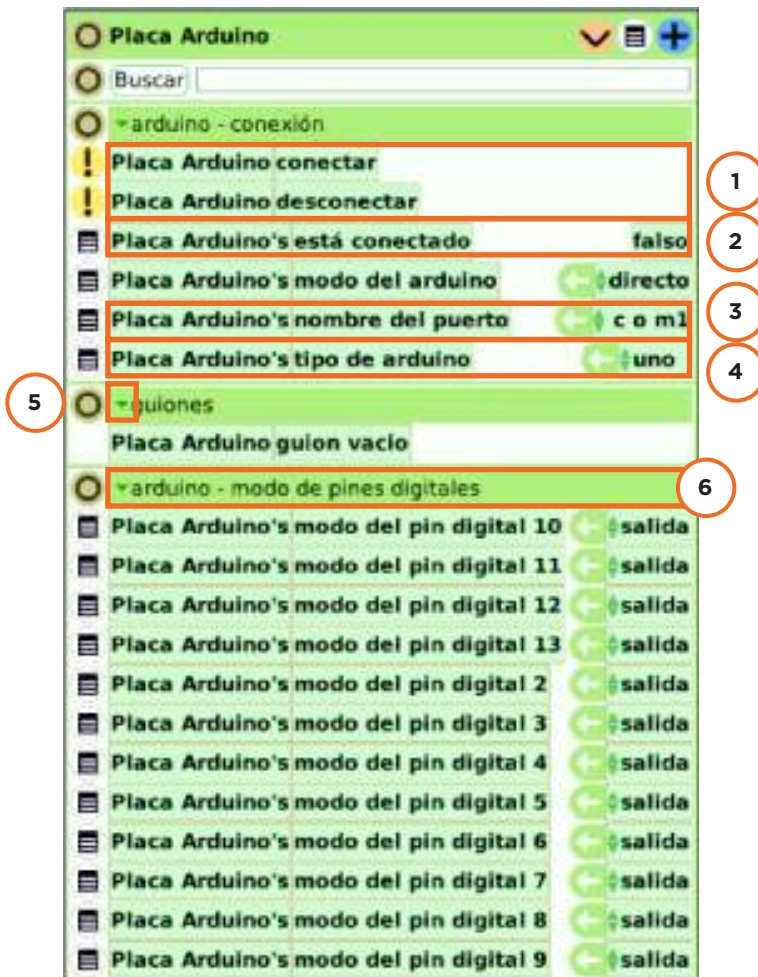 Placa Arduino
Buscar
arduino - conexión
Placa Arduino conectar
1
Placa Arduino desconectar
Placa Arduino's está conectado falso
2
Placa Arduino's modo del arduino directo
Placa Arduino's nombre del puerto c o m1
3
Placa Arduino's tipo de arduino uno
4
5
guiones
Placa Arduino guion vacio
arduino - modo de pines digitales
6
Placa Arduino's modo del pin digital 10 salida
Placa Arduino's modo del pin digital 11 salida
Placa Arduino's modo del pin digital 12 salida
Placa Arduino's modo del pin digital 13 salida
Placa Arduino's modo del pin digital 2 salida
Placa Arduino's modo del pin digital 3 salida
Placa Arduino's modo del pin digital 4 salida
Placa Arduino's modo del pin digital 5 salida
Placa Arduino's modo del pin digital 6 salida
Placa Arduino's modo del pin digital 7 salida
Placa Arduino's modo del pin digital 8 salida
Placa Arduino's modo del pin digital 9 salida